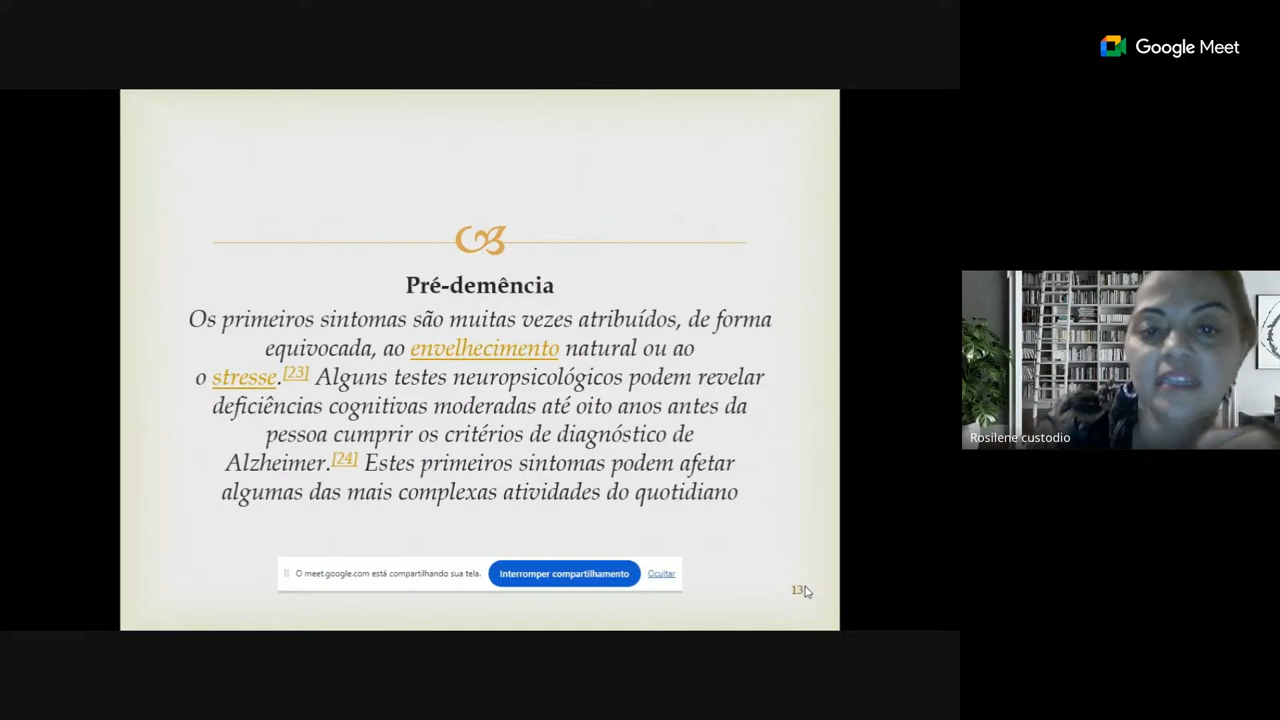 Google Meet
Pré-demência
Os primeiros sintomas são muitas vezes atribuídos, de forma
equivocada, ao envelhecimento natural ou ao
o stresse.[23] Alguns testes neuropsicológicos podem revelar
deficiências cognitivas moderadas até oito anos antes da
pessoa cumprir os critérios de diagnóstico de
Alzheimer.[24] Estes primeiros sintomas podem afetar
algumas das mais complexas atividades do quotidiano
Rosilene custodio
O meet.google.com está compartilhando sua tela.
Interromper compartilhamento
Ocultar
13